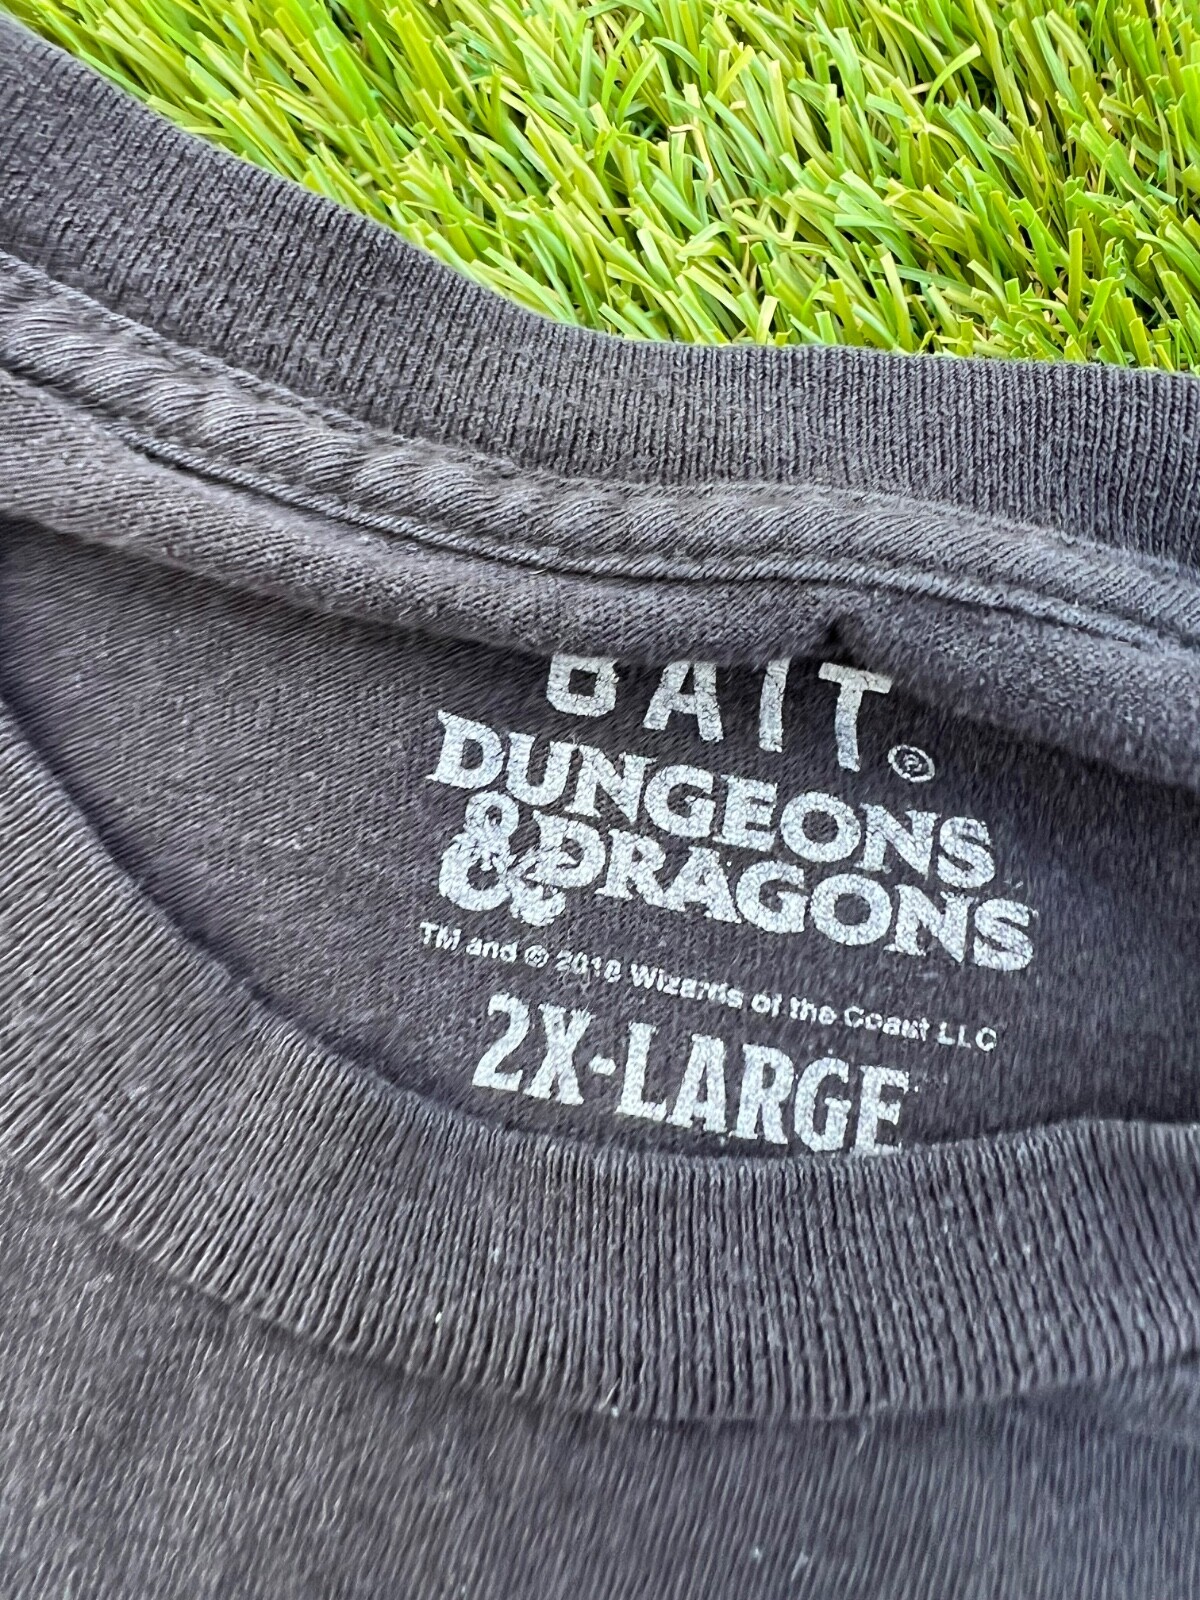 BAIT®
DUNGEONS
& DRAGONS
TM and © 2018 Wizards of the Coast LLC
2X-LARGE